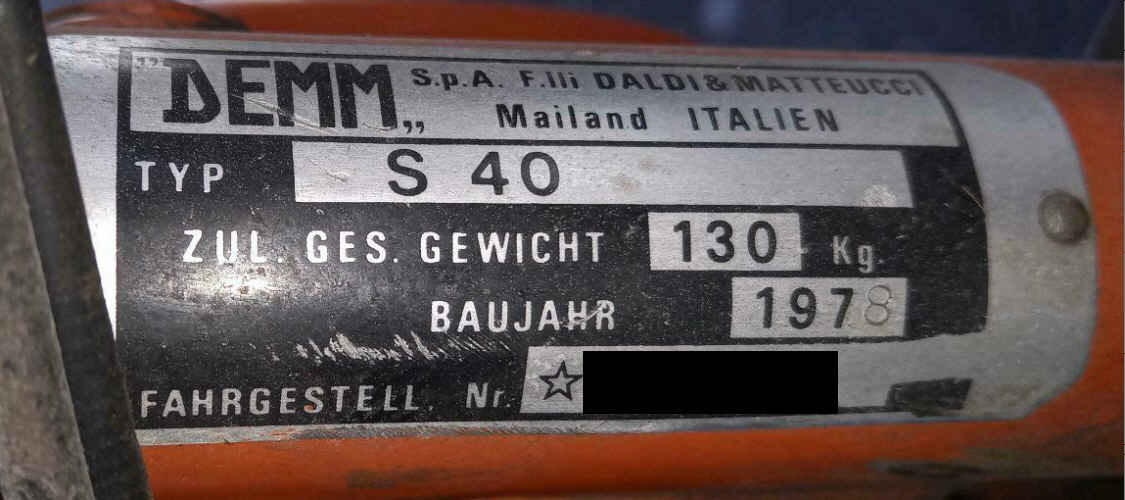 "DEMM„ S.p.A. F.lli DALDI & MATTEUCCI
Mailand ITALIEN
TYP S 40
ZUL. GES. GEWICHT 130 Kg.
BAUJAHR 1978
FAHRGESTELL. Nr. ☆